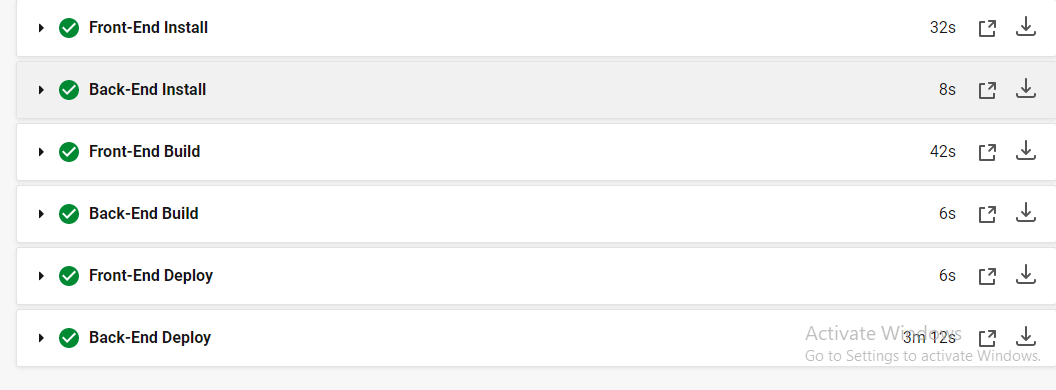 Front-End Install 32s
Back-End Install 8s
Front-End Build 42s
Back-End Build 6s
Front-End Deploy 6s
Back-End Deploy 3m 12s
Activate Windows
Go to Settings to activate Windows.